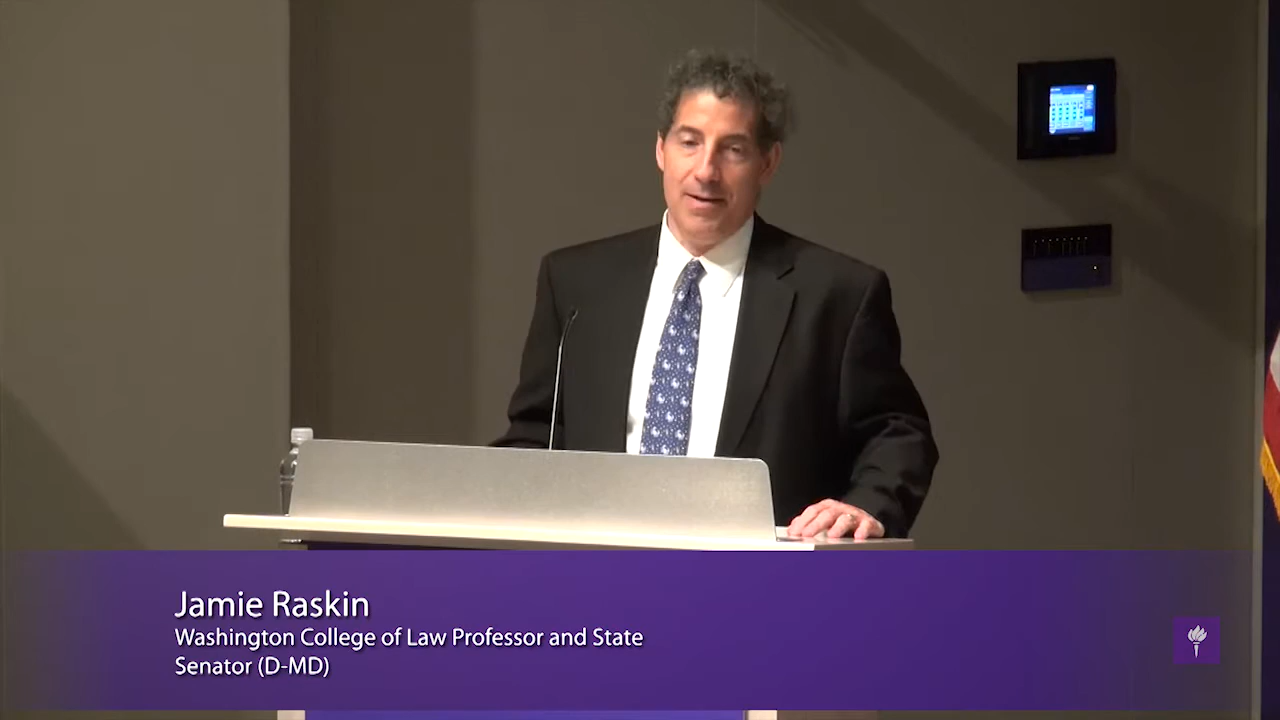 Jamie Raskin
Washington College of Law Professor and State
Senator (D-MD)